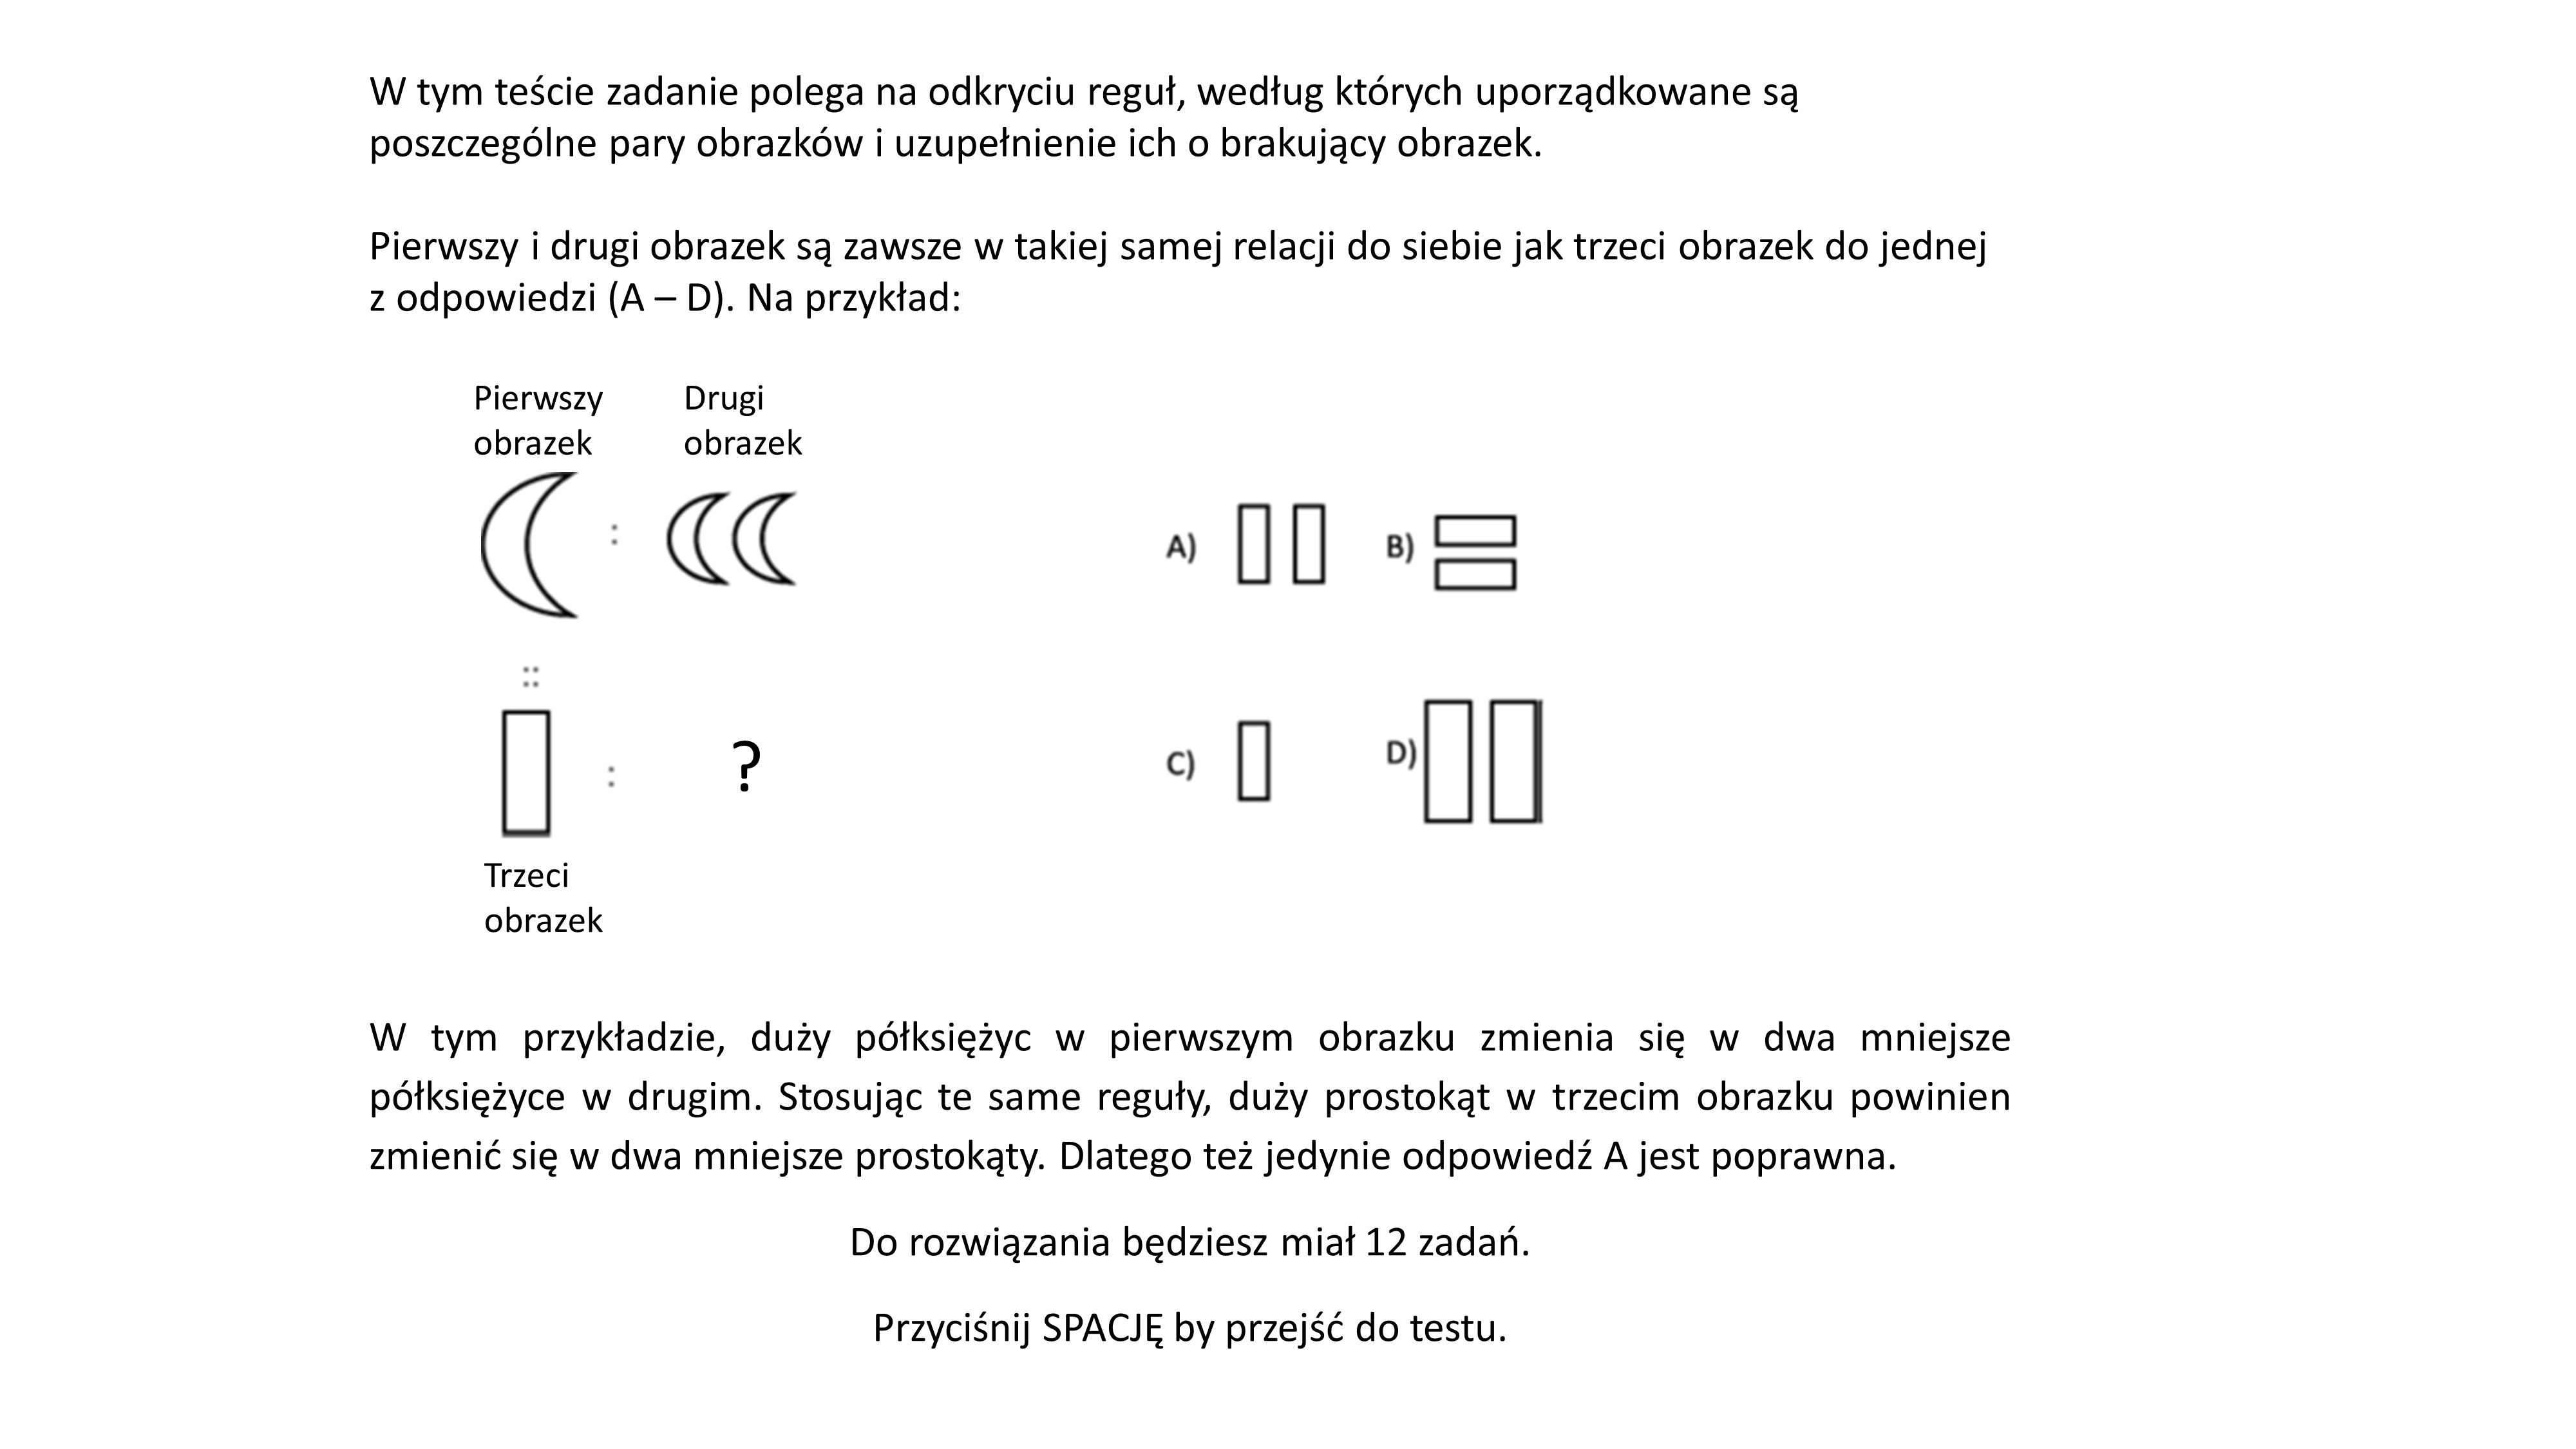 W tym teście zadanie polega na odkryciu reguł, według których uporządkowane są
poszczególne pary obrazków i uzupełnienie ich o brakujący obrazek.
Pierwszy i drugi obrazek są zawsze w takiej samej relacji do siebie jak trzeci obrazek do jednej
z odpowiedzi (A – D). Na przykład:
Pierwszy
obrazek
Drugi
obrazek
:
A)
B)
::
:
?
C)
D)
Trzeci
obrazek
W tym przykładzie, duży półksiężyc w pierwszym obrazku zmienia się w dwa mniejsze
półksiężyce w drugim. Stosując te same reguły, duży prostokąt w trzecim obrazku powinien
zmienić się w dwa mniejsze prostokąty. Dlatego też jedynie odpowiedź A jest poprawna.
Do rozwiązania będziesz miał 12 zadań.
Przyciśnij SPACJĘ by przejść do testu.